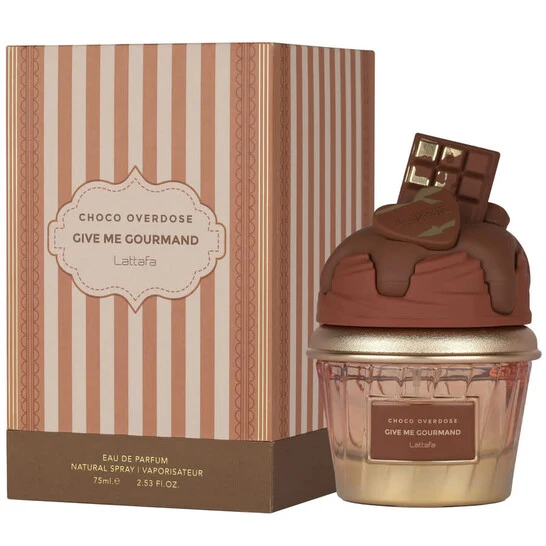 CHOCO OVERDOSE
GIVE ME GOURMAND
Lattafa
EAU DE PARFUM
NATURAL SPRAY | VAPORISATEUR
75ml.e 2.53 FL.OZ.
CHOCO OVERDOSE
GIVE ME GOURMAND
Lattafa